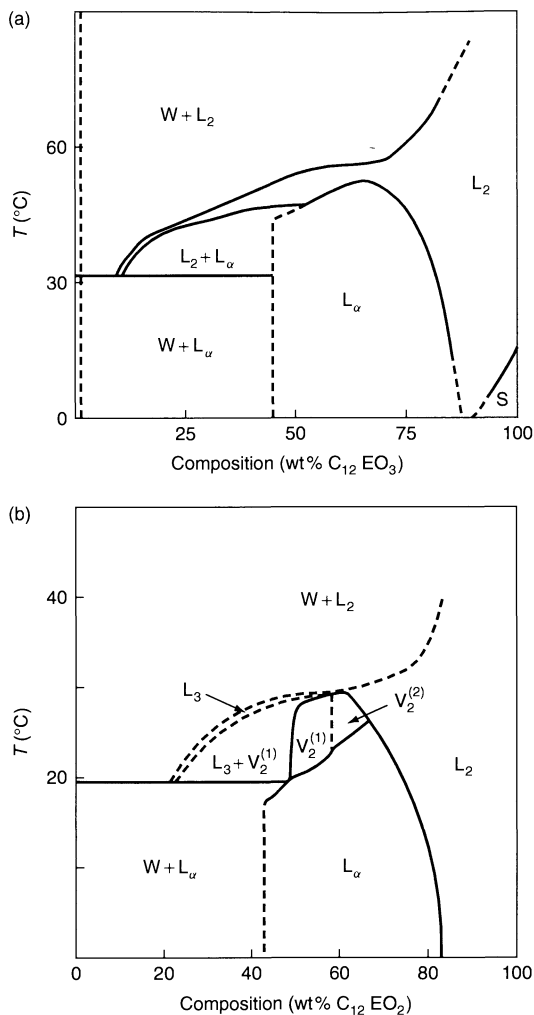 (a)
W + L₂
60
L₂
T (°C)
L₂ + Lα
30
Lα
W + Lα
S
0
25
50
75
100
Composition (wt% C₁₂ EO₃)
(b)
40
W + L₂
L₃
V₂⁽²⁾
V₂⁽¹⁾
L₃ + V₂⁽¹⁾
T (°C)
20
L₂
W + Lα
Lα
0
20
40
60
80
100
Composition (wt% C₁₂ EO₂)